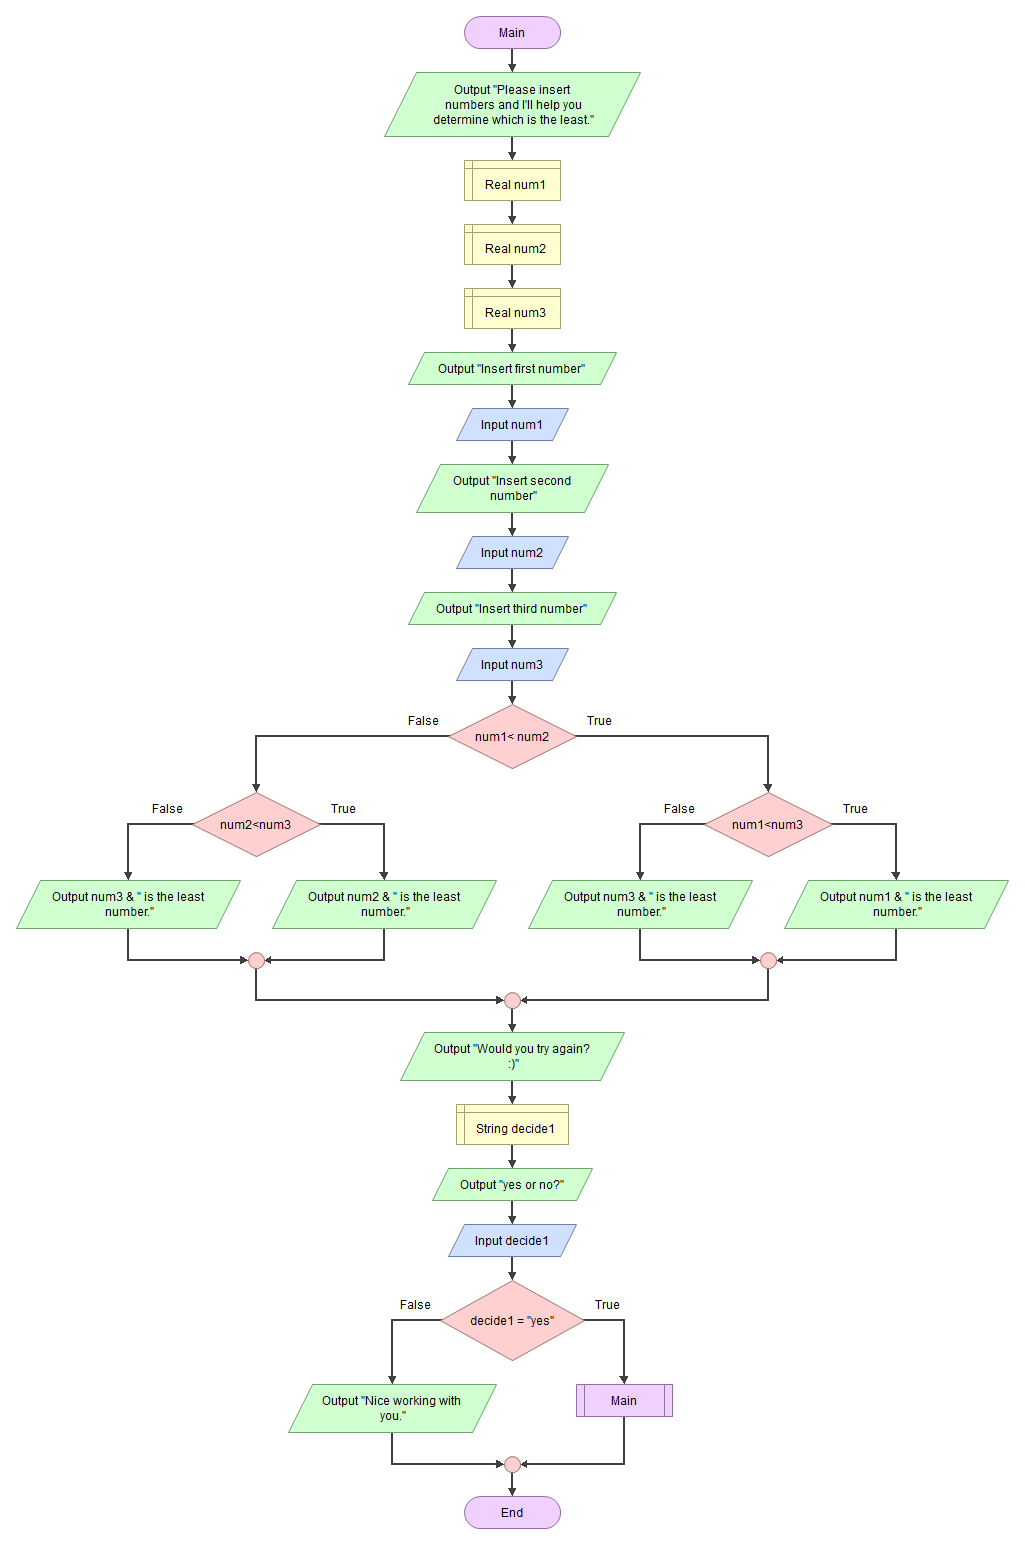 Main
Output "Please insert
numbers and I'll help you
determine which is the least."
Real num1
Real num2
Real num3
Output "Insert first number"
Input num1
Output "Insert second
number"
Input num2
Output "Insert third number"
Input num3
False
True
num1< num2
False
True
num2<num3
False
True
num1<num3
Output num3 & " is the least
number."
Output num2 & " is the least
number."
Output num3 & " is the least
number."
Output num1 & " is the least
number."
Output "Would you try again?
:)"
String decide1
Output "yes or no?"
Input decide1
False
True
decide1 = "yes"
Output "Nice working with
you."
Main
End